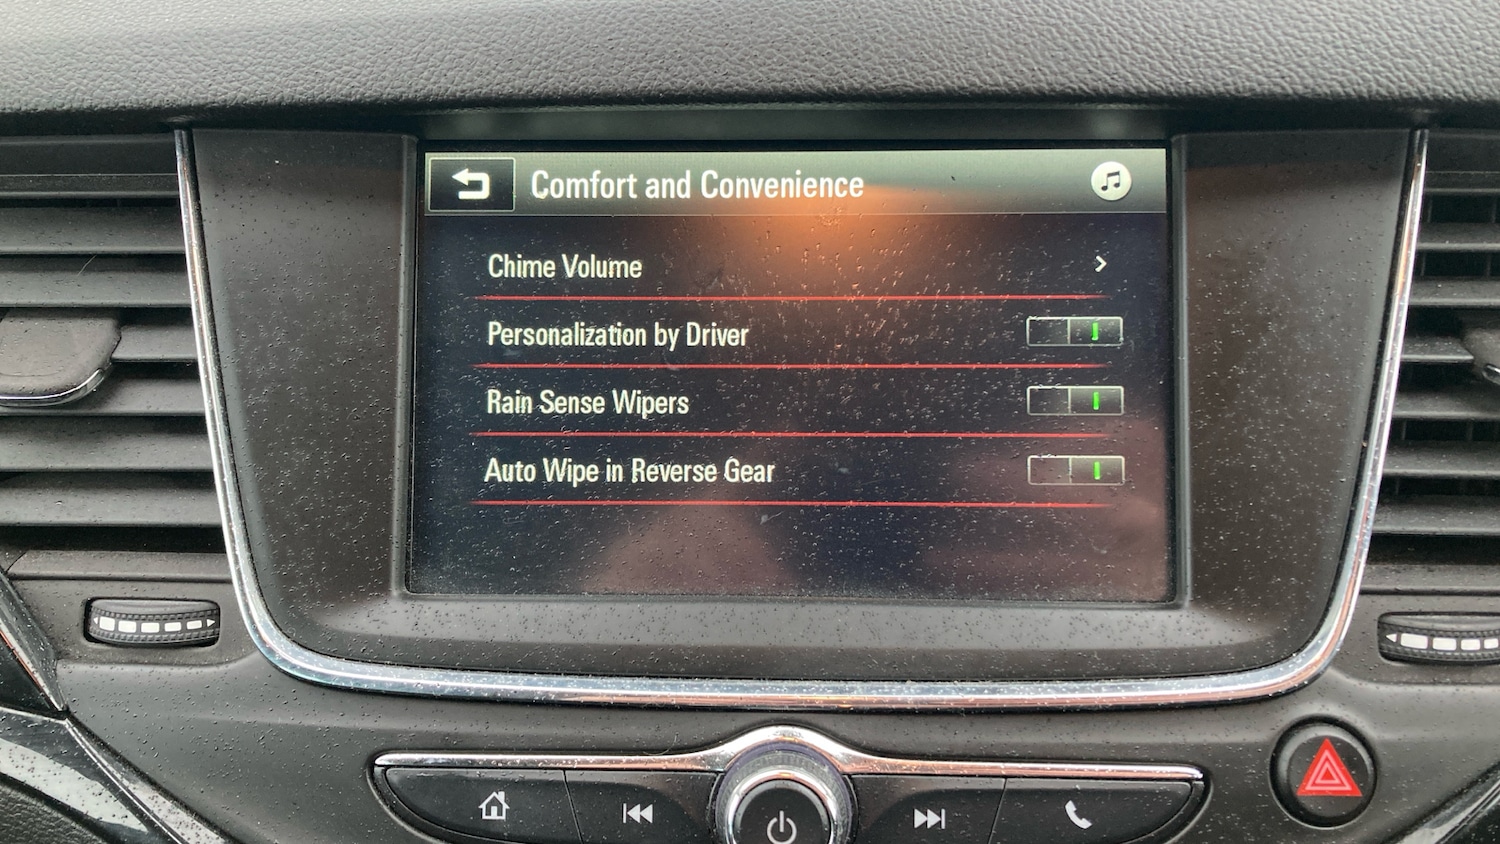 Comfort and Convenience
Chime Volume
Personalization by Driver
Rain Sense Wipers
Auto Wipe in Reverse Gear